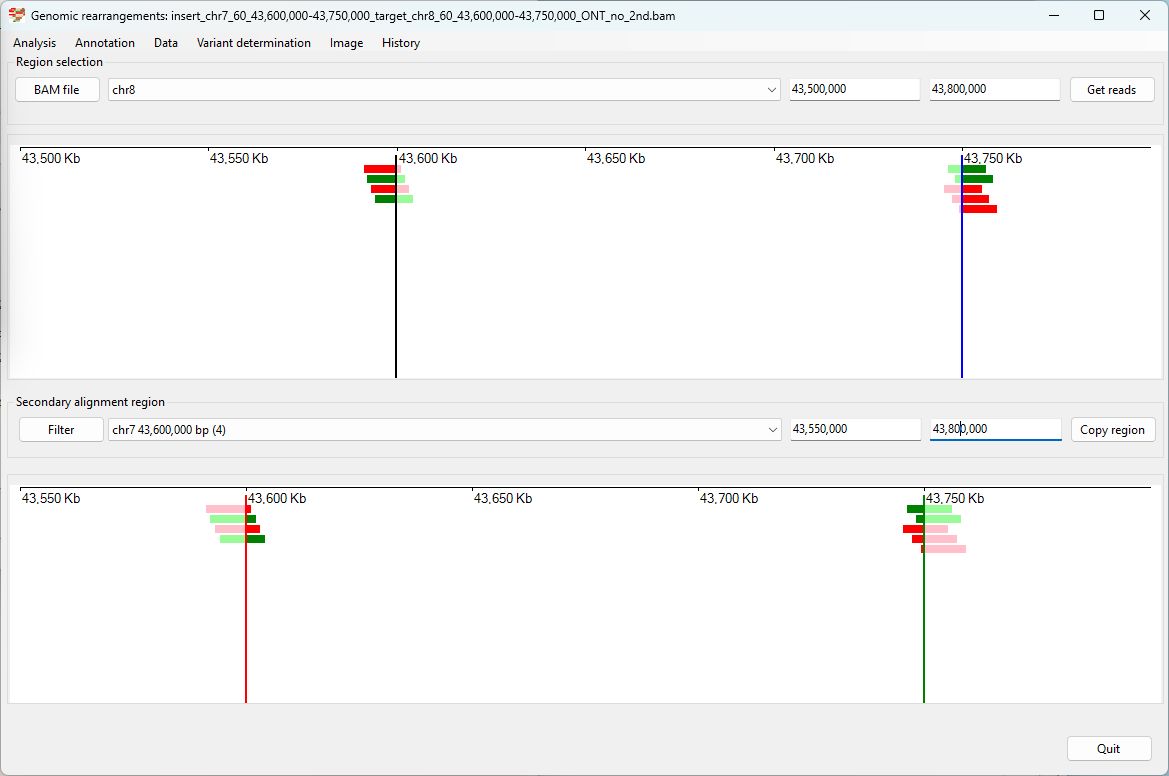 Genomic rearrangements: insert_chr7_60_43,600,000-43,750,000_target_chr8_60_43,600,000-43,750,000_ONT_no_2nd.bam
Analysis Annotation Data Variant determination Image History
Region selection
BAM file chr8 43,500,000 43,800,000 Get reads
43,500 Kb 43,550 Kb 43,600 Kb 43,650 Kb 43,700 Kb 43,750 Kb
Secondary alignment region
Filter chr7 43,600,000 bp (4) 43,550,000 43,800,000 Copy region
43,550 Kb 43,600 Kb 43,650 Kb 43,700 Kb 43,750 Kb
Quit